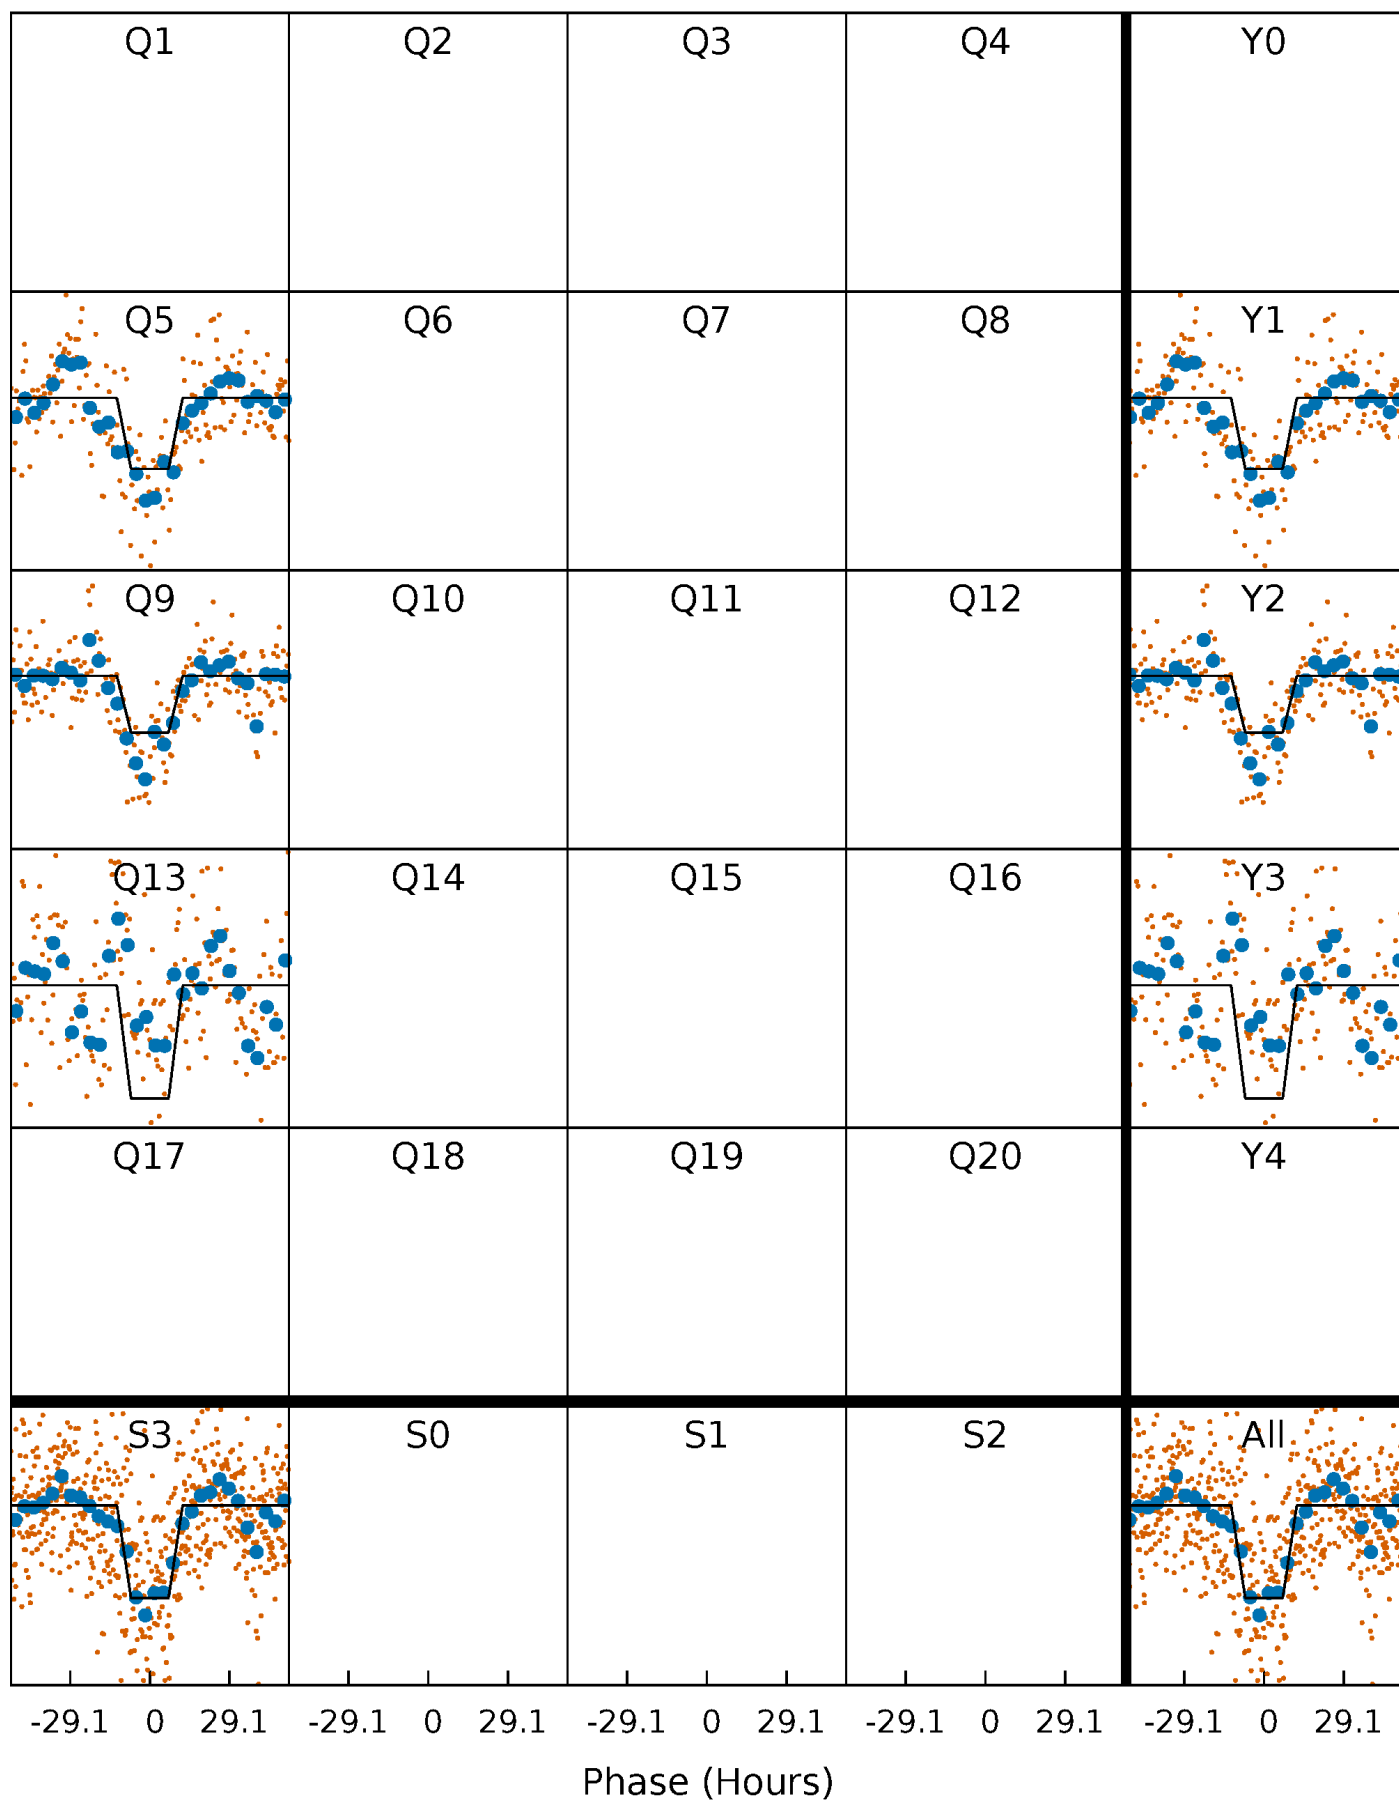 Q1 Q2 Q3 Q4 Y0
Q5 Q6 Q7 Q8 Y1
Q9 Q10 Q11 Q12 Y2
Q13 Q14 Q15 Q16 Y3
Q17 Q18 Q19 Q20 Y4
S3 S0 S1 S2 All
-29.1 0 29.1 -29.1 0 29.1 -29.1 0 29.1 -29.1 0 29.1 -29.1 0 29.1
Phase (Hours)